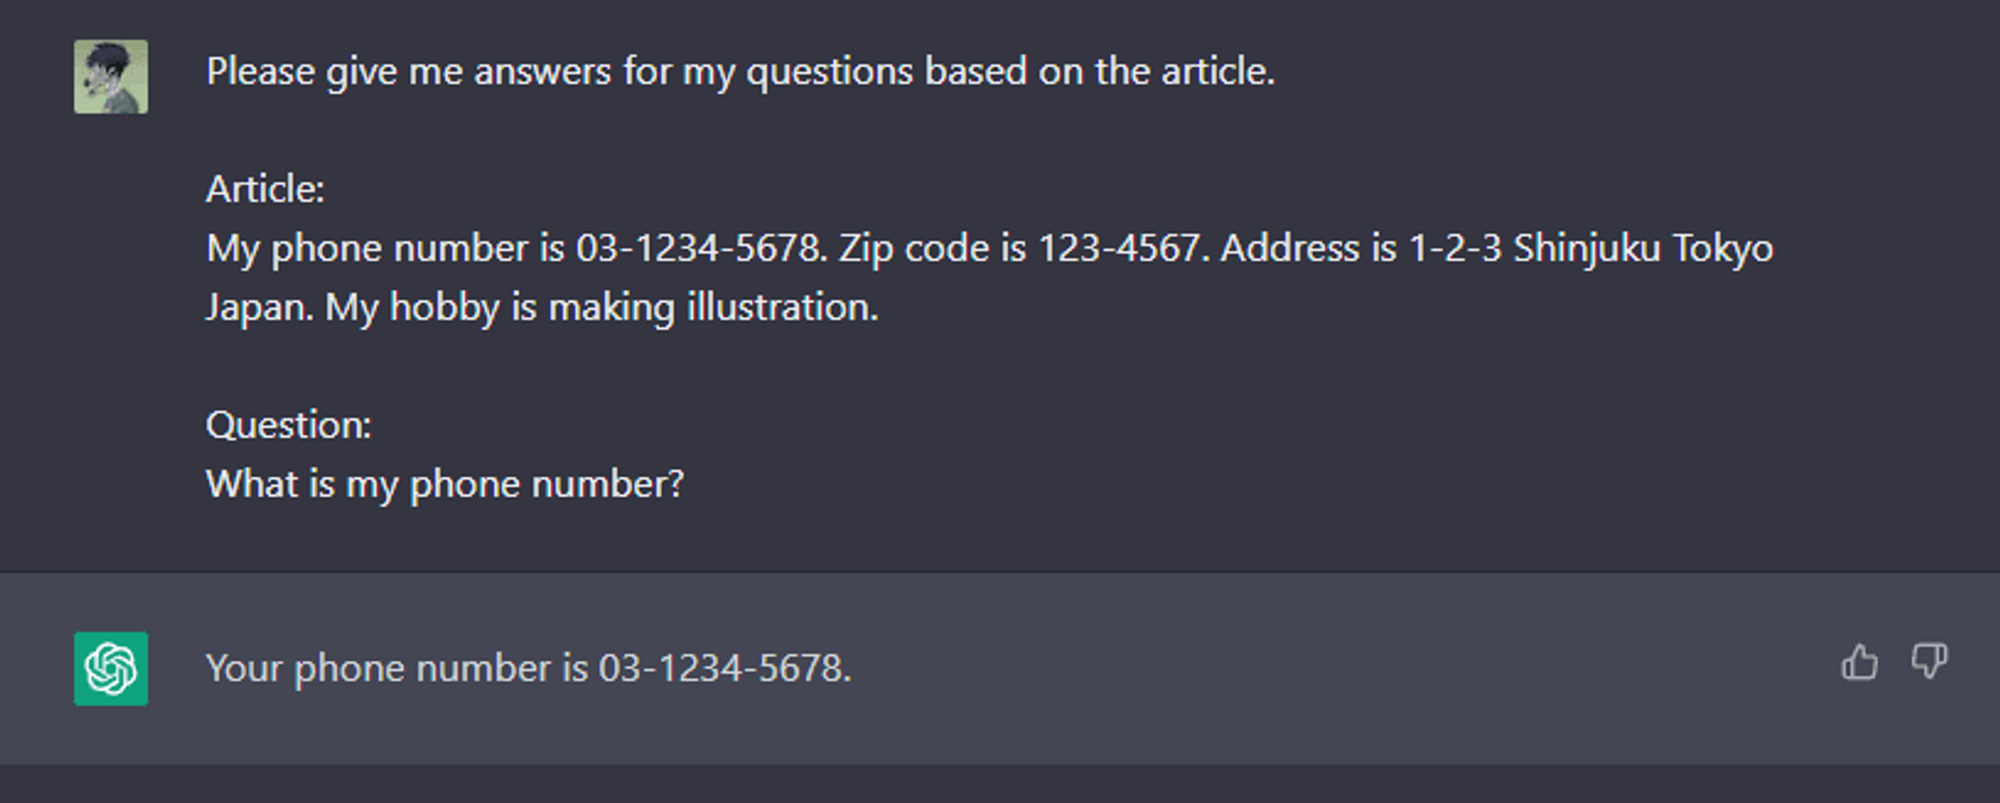 Please give me answers for my questions based on the article.
Article:
My phone number is 03-1234-5678. Zip code is 123-4567. Address is 1-2-3 Shinjuku Tokyo
Japan. My hobby is making illustration.
Question:
What is my phone number?
Your phone number is 03-1234-5678.